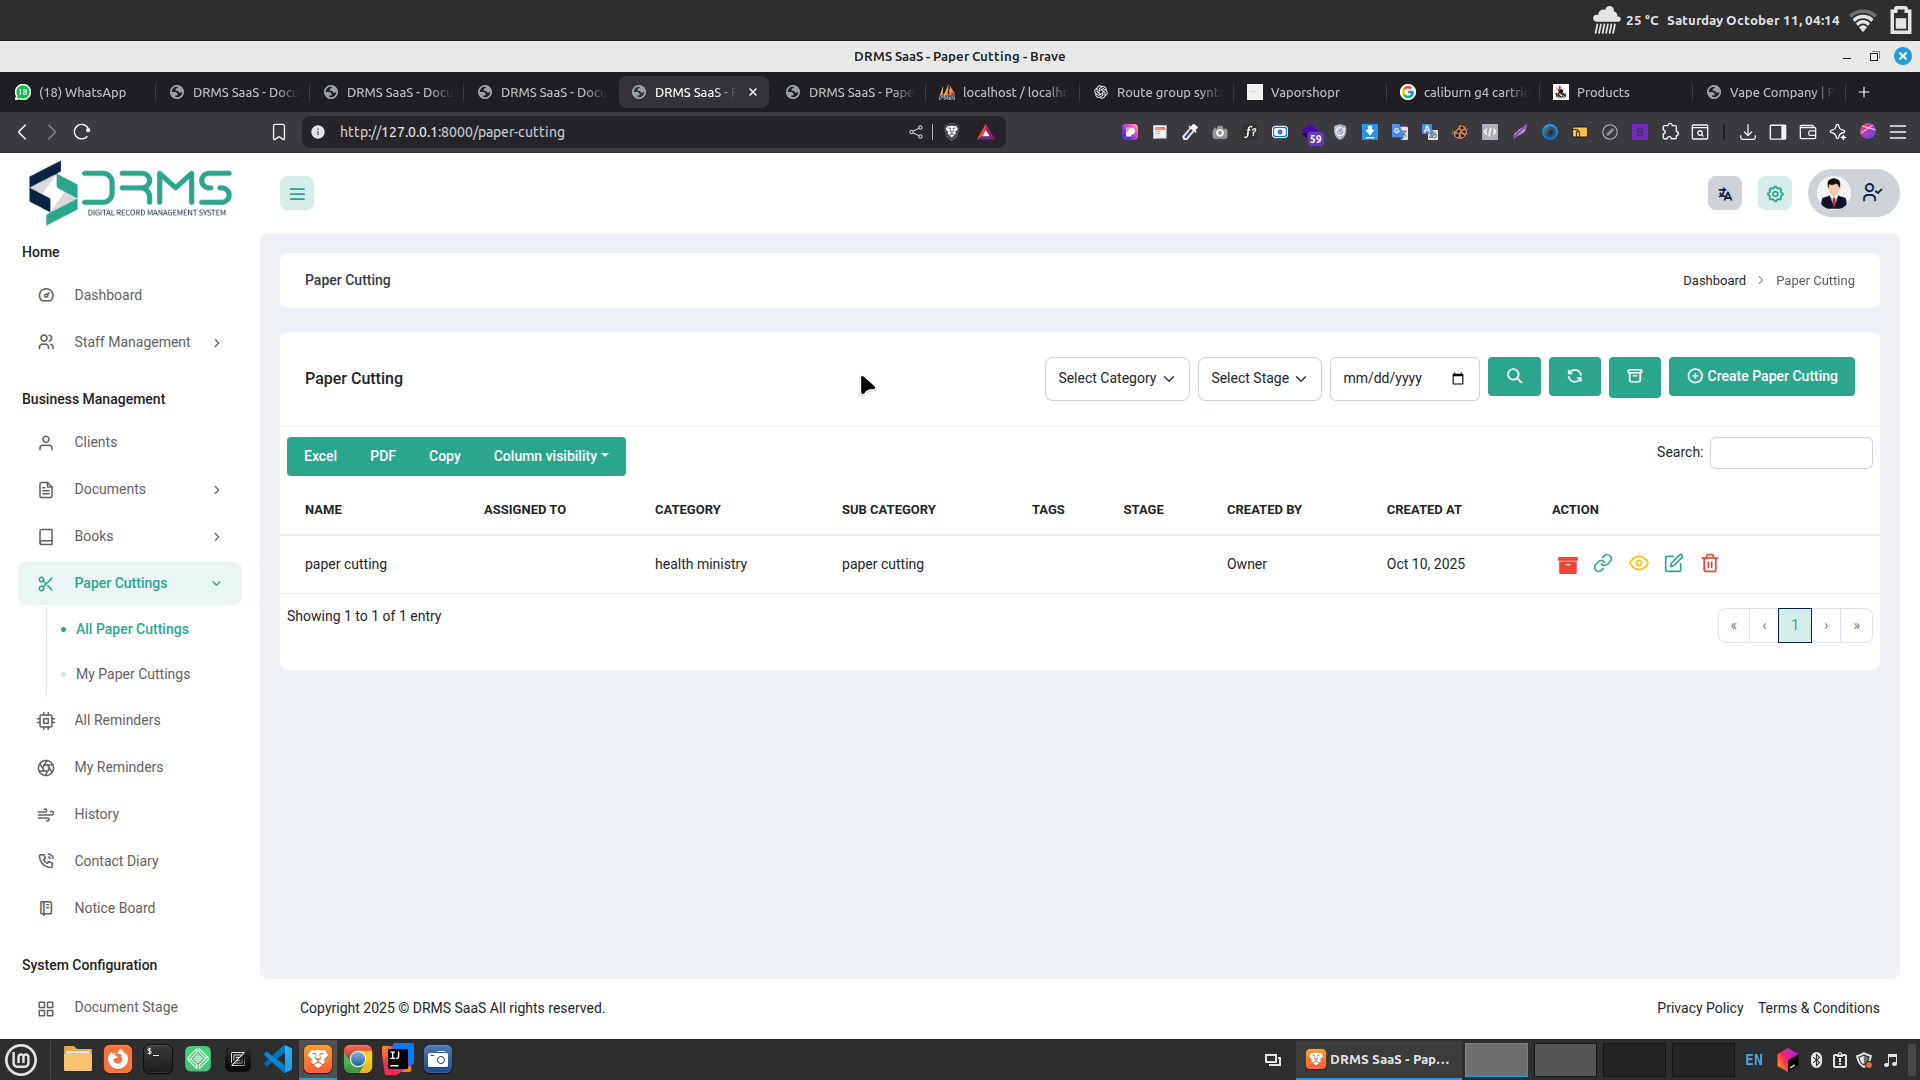 25 °C Saturday October 11, 04:14
DRMS SaaS - Paper Cutting - Brave
(18) WhatsApp
DRMS SaaS - Docu
DRMS SaaS - Docu
DRMS SaaS - Docu
DRMS SaaS - P
DRMS SaaS - Pape
localhost / localho
Route group synta
Vaporshopr
caliburn g4 cartri
Products
Vape Company | P
http://127.0.0.1:8000/paper-cutting
59
DRMS
DIGITAL RECORD MANAGEMENT SYSTEM
Home
Dashboard
Staff Management
Business Management
Clients
Documents
Books
Paper Cuttings
All Paper Cuttings
My Paper Cuttings
All Reminders
My Reminders
History
Contact Diary
Notice Board
System Configuration
Document Stage
Paper Cutting
Dashboard > Paper Cutting
Paper Cutting
Select Category
Select Stage
mm/dd/yyyy
Create Paper Cutting
Excel PDF Copy Column visibility
Search:
NAME ASSIGNED TO CATEGORY SUB CATEGORY TAGS STAGE CREATED BY CREATED AT ACTION
paper cutting health ministry paper cutting Owner Oct 10, 2025
Showing 1 to 1 of 1 entry
« ‹ 1 › »
Copyright 2025 © DRMS SaaS All rights reserved.
Privacy Policy Terms & Conditions
DRMS SaaS - Pap...
EN